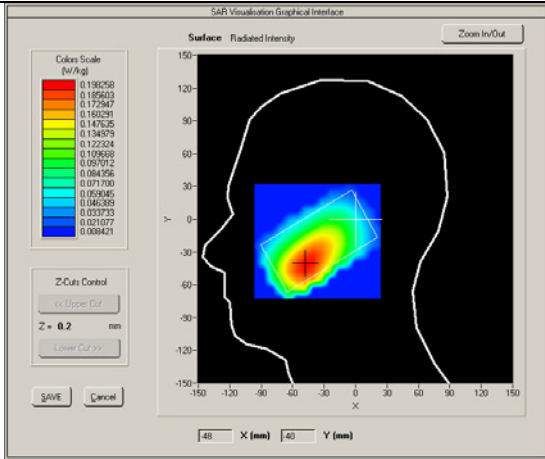 SAR Visualisation Graphical Interface
Surface Radiated Intensity
Zoom In/Out
Colors Scale
(W/kg)
0.198258
0.185603
0.172947
0.160291
0.147635
0.134979
0.122324
0.109668
0.097012
0.084356
0.071700
0.059045
0.046389
0.033733
0.021077
0.008421
Z-Cuts Control
<< Upper Cut
Z = 0.2 mm
Lower Cut >>
SAVE Cancel
150
120
90
60
30
0
-30
-60
-90
-120
-150
Y
-150 -120 -90 -60 -30 0 30 60 90 120 150
X
-48 X (mm) -40 Y (mm)